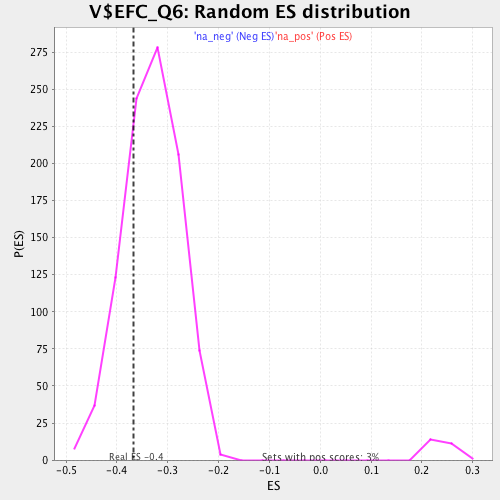 V$EFC_Q6: Random ES distribution
'na_neg' (Neg ES) 'na_pos' (Pos ES)
275
250
225
200
175
150
125
100
75
50
25
0
P(ES)
Real ES -0.4
Sets with pos scores: 3%
-0.5 -0.4 -0.3 -0.2 -0.1 0.0 0.1 0.2 0.3
ES